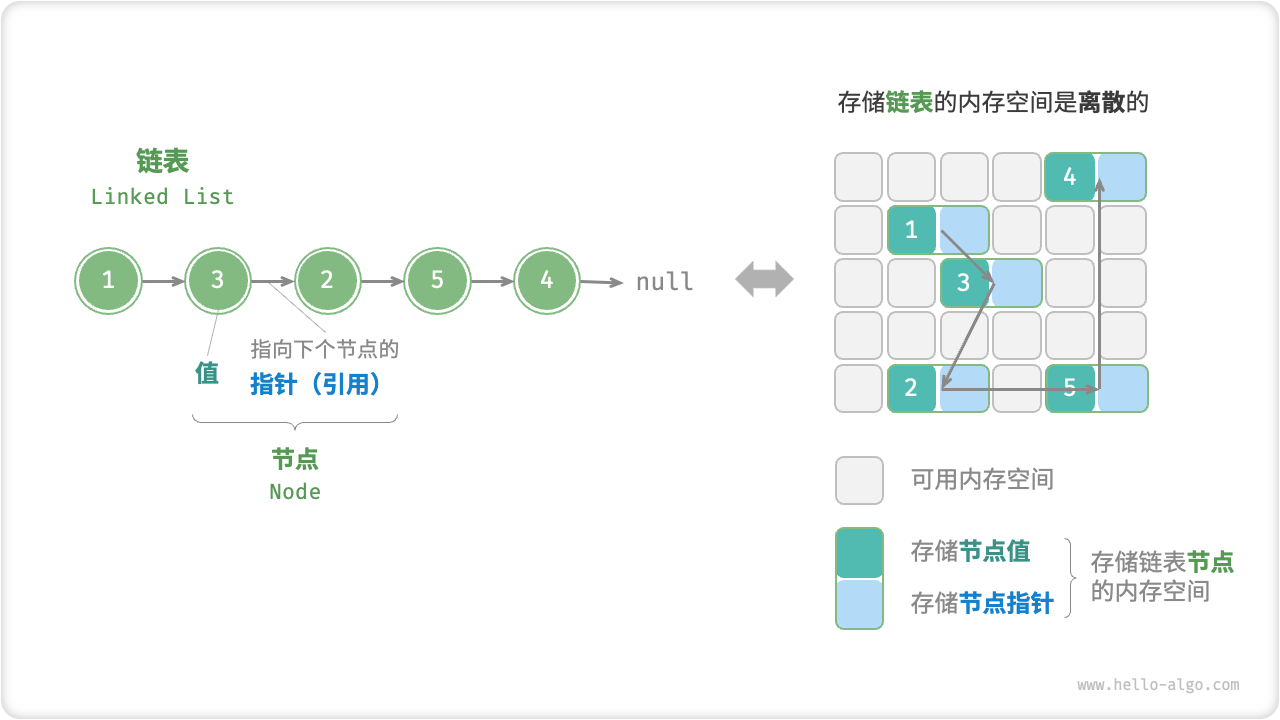 链表
Linked List
1 3 2 5 4 null
值
指向下个节点的
指针（引用）
节点
Node
存储链表的内存空间是离散的
4
1
3
2 5
可用内存空间
存储节点值
存储节点指针
存储链表节点
的内存空间
www.hello-algo.com